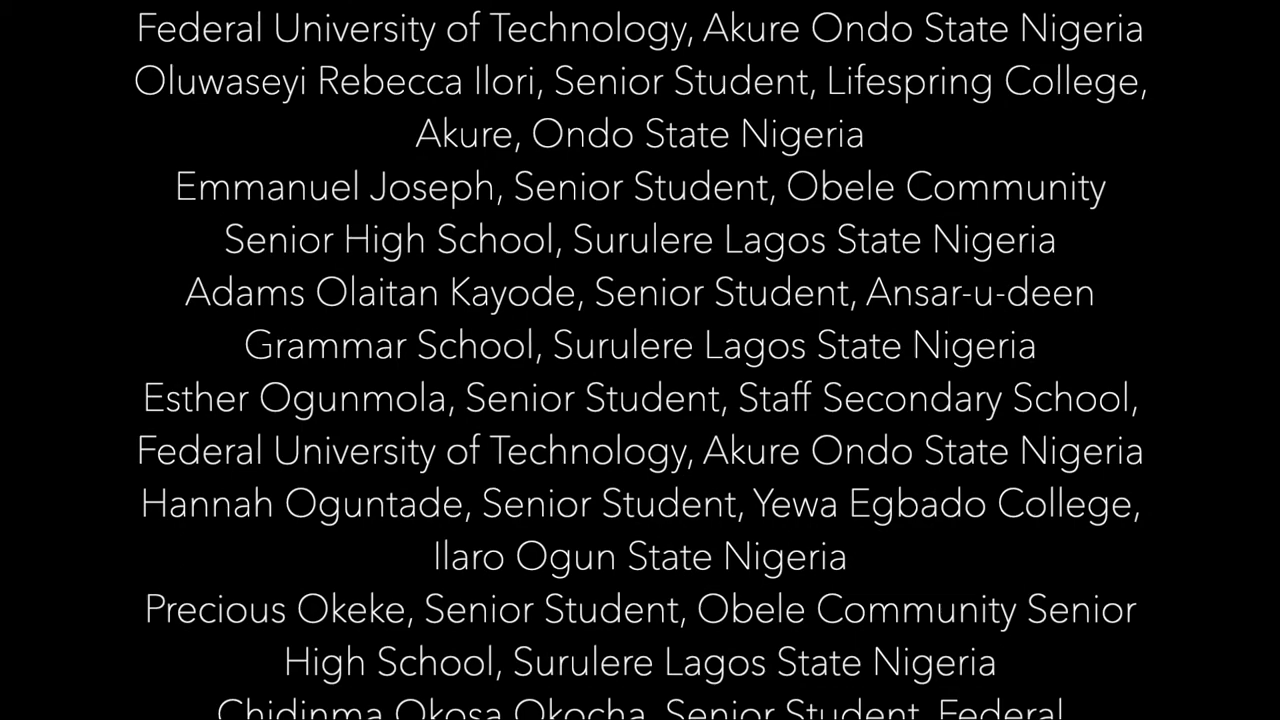 Federal University of Technology, Akure Ondo State Nigeria
Oluwaseyi Rebecca Ilori, Senior Student, Lifespring College,
Akure, Ondo State Nigeria
Emmanuel Joseph, Senior Student, Obele Community
Senior High School, Surulere Lagos State Nigeria
Adams Olaitan Kayode, Senior Student, Ansar-u-deen
Grammar School, Surulere Lagos State Nigeria
Esther Ogunmola, Senior Student, Staff Secondary School,
Federal University of Technology, Akure Ondo State Nigeria
Hannah Oguntade, Senior Student, Yewa Egbado College,
Ilaro Ogun State Nigeria
Precious Okeke, Senior Student, Obele Community Senior
High School, Surulere Lagos State Nigeria
Chidinma Okosa Okocha, Senior Student, Federal